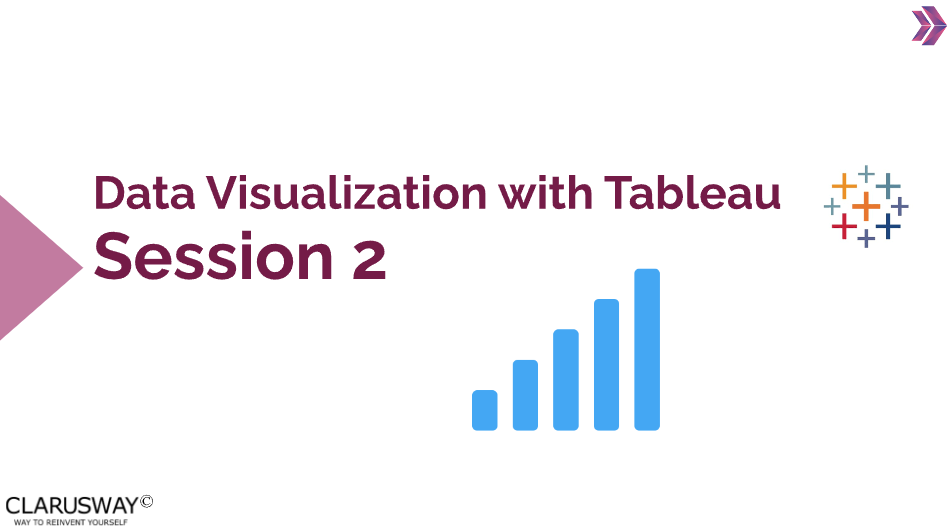 Data Visualization with Tableau
Session 2
CLARUSWAY©
WAY TO REINVENT YOURSELF